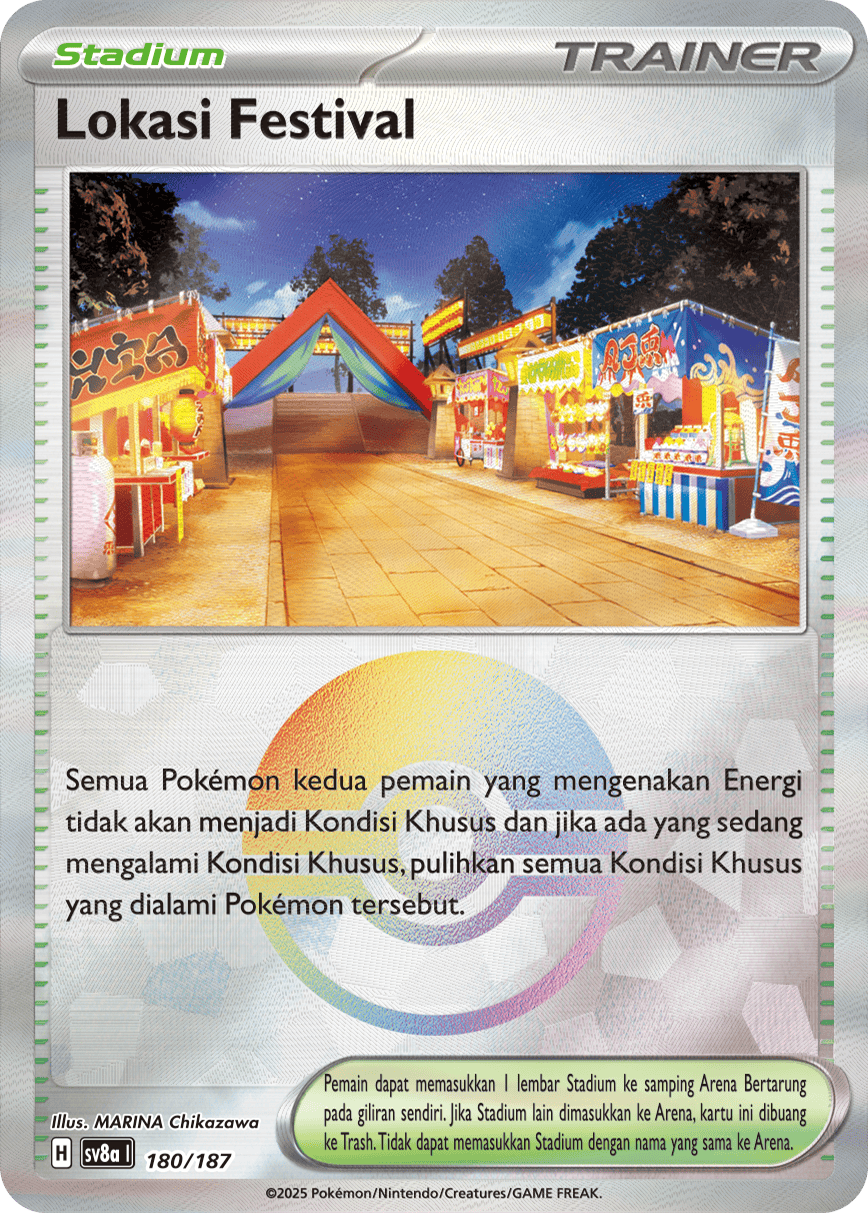 Stadium
TRAINER
Lokasi Festival
Semua Pokémon kedua pemain yang mengenakan Energi
tidak akan menjadi Kondisi Khusus dan jika ada yang sedang
mengalami Kondisi Khusus, pulihkan semua Kondisi Khusus
yang dialami Pokémon tersebut.
Pemain dapat memasukkan 1 lembar Stadium ke samping Arena Bertarung
pada giliran sendiri. Jika Stadium lain dimasukkan ke Arena, kartu ini dibuang
ke Trash. Tidak dapat memasukkan Stadium dengan nama yang sama ke Arena.
Illus. MARINA Chikazawa
H sv8a I 180/187
©2025 Pokémon/Nintendo/Creatures/GAME FREAK.